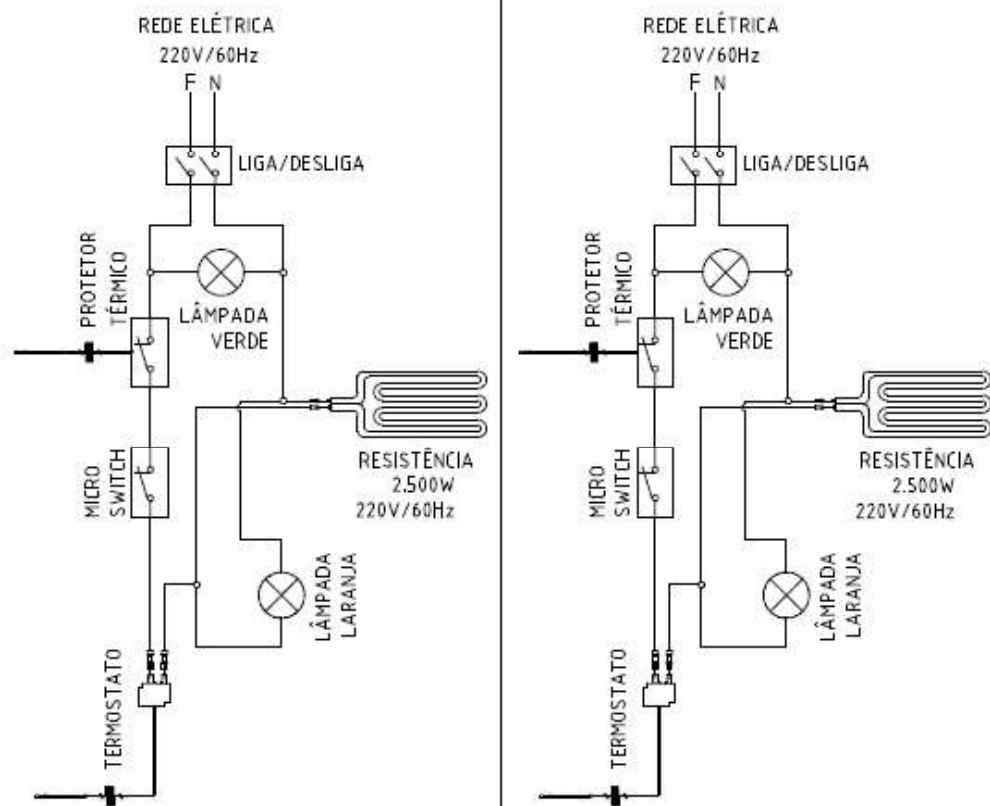 REDE ELÉTRICA
220V/60Hz
F N
LIGA/DESLIGA
PROTETOR
TÉRMICO
LÂMPADA
VERDE
MICRO
SWITCH
RESISTÊNCIA
2.500W
220V/60Hz
LÂMPADA
LARANJA
TERMOSTATO
REDE ELÉTRICA
220V/60Hz
F N
LIGA/DESLIGA
PROTETOR
TÉRMICO
LÂMPADA
VERDE
MICRO
SWITCH
RESISTÊNCIA
2.500W
220V/60Hz
LÂMPADA
LARANJA
TERMOSTATO